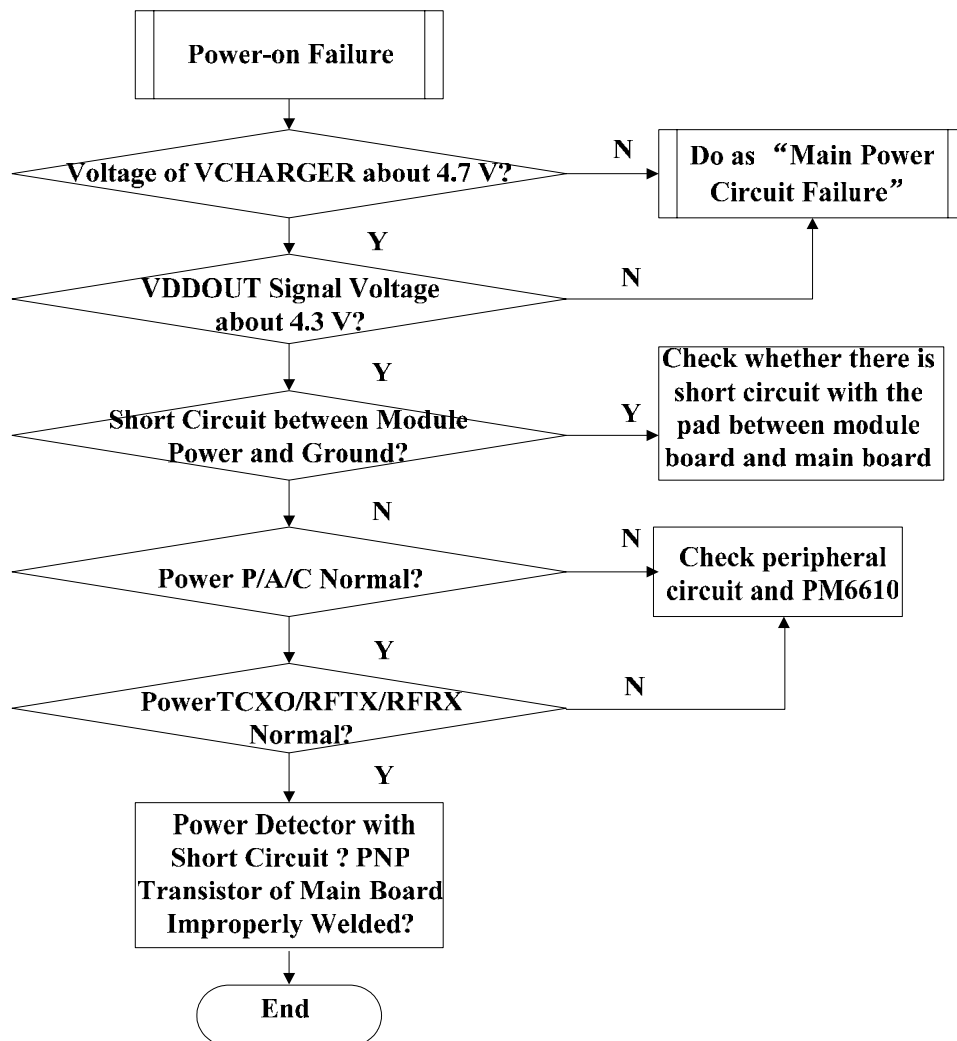 Power-on Failure
Voltage of VCHARGER about 4.7 V?
N
Do as “Main Power
Circuit Failure”
Y
VDDOUT Signal Voltage
about 4.3 V?
N
Y
Short Circuit between Module
Power and Ground?
Y
Check whether there is
short circuit with the
pad between module
board and main board
N
Power P/A/C Normal?
N
Check peripheral
circuit and PM6610
Y
PowerTCXO/RFTX/RFRX
Normal?
N
Y
Power Detector with
Short Circuit ? PNP
Transistor of Main Board
Improperly Welded?
End